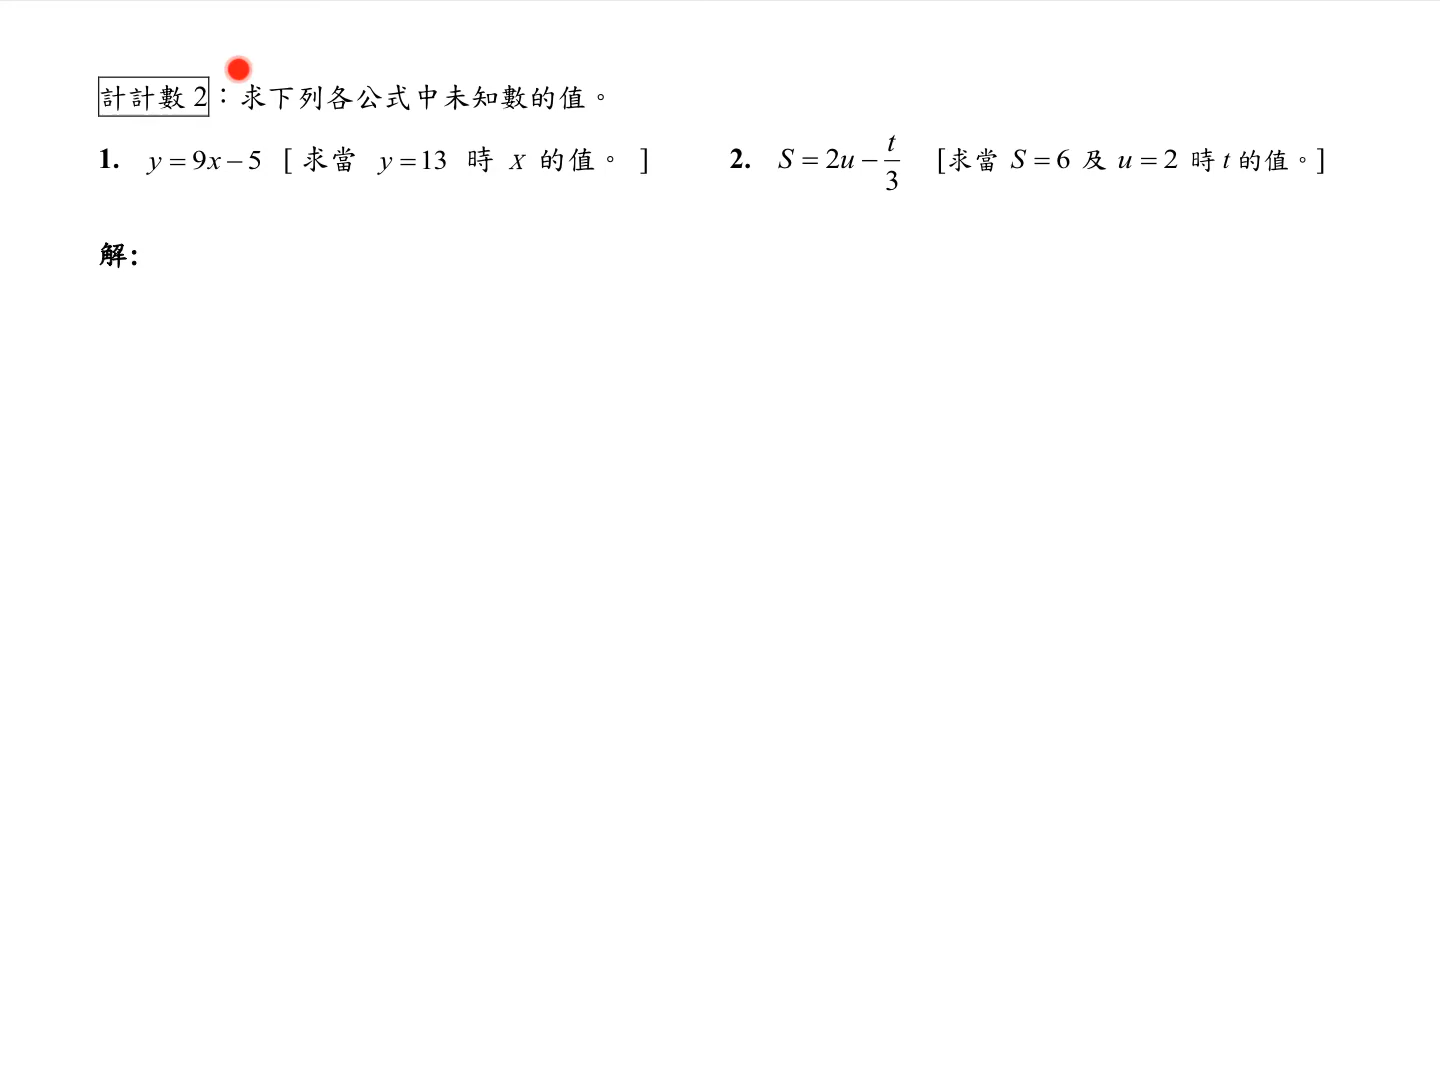 計計數 2：求下列各公式中未知數的值。
1. y = 9x − 5 [ 求當 y = 13 時 x 的值。 ] 2. S = 2u − t/3 [求當 S = 6 及 u = 2 時 t 的值。]
解：